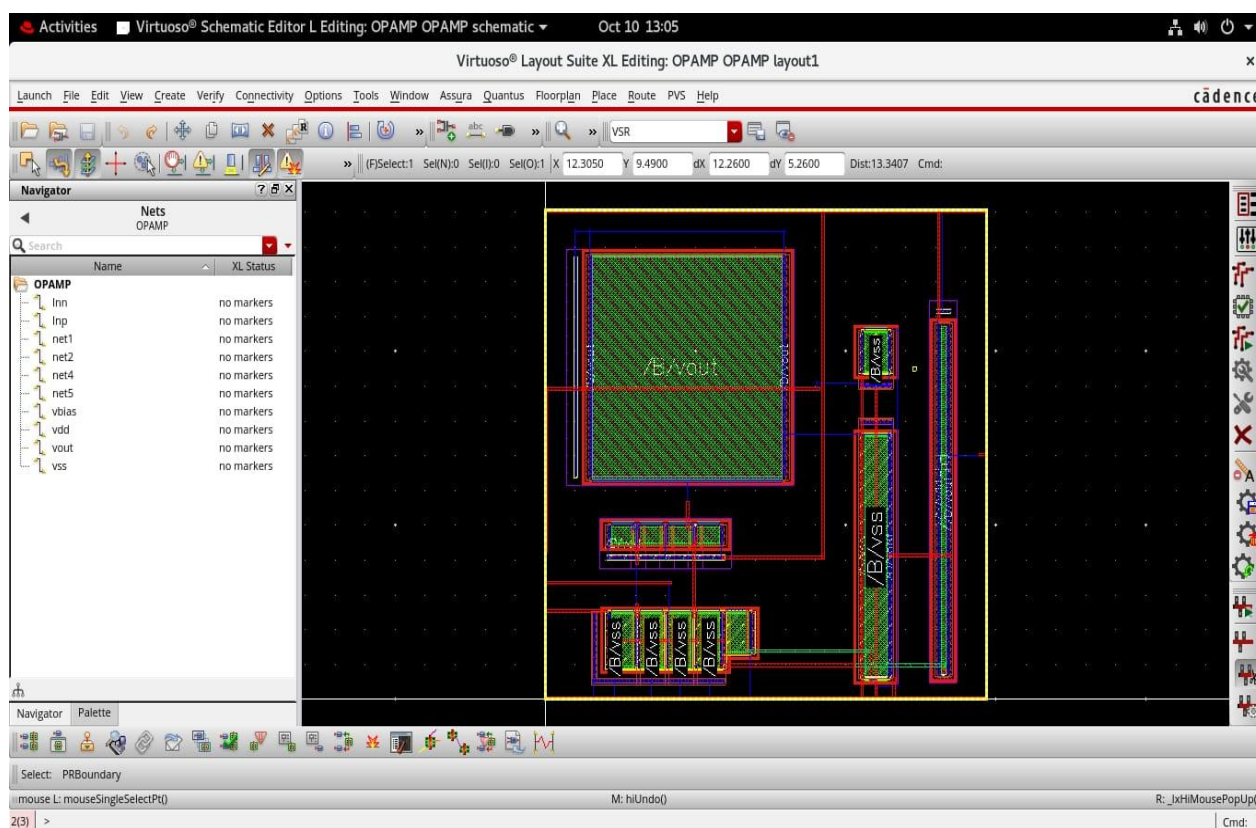 Activities Virtuoso® Schematic Editor L Editing: OPAMP OPAMP schematic Oct 10 13:05
Virtuoso® Layout Suite XL Editing: OPAMP OPAMP layout1 ×
Launch File Edit View Create Verify Connectivity Options Tools Window Assura Quantus Floorplan Place Route PVS Help cādence
» abc » » VSR
» (F)Select:1 Sel(N):0 Sel(I):0 Sel(O):1 X 12.3050 Y 9.4900 dX 12.2600 dY 5.2600 Dist:13.3407 Cmd:
Navigator
Nets
OPAMP
Search
Name XL Status
OPAMP
Inn no markers
Inp no markers
net1 no markers
net2 no markers
net4 no markers
net5 no markers
vbias no markers
vdd no markers
vout no markers
vss no markers
/B/vout
/B/vss
/B/vss
/B/vss
/B/vss
/B/vss
/B/vss
Navigator Palette
Select: PRBoundary
mouse L: mouseSingleSelectPt() M: hiUndo() R: _lxHiMousePopUp(
2(3) > Cmd: